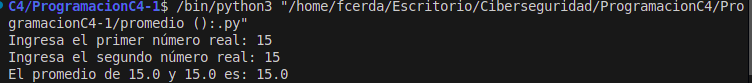 C4/ProgramacionC4-1$ /bin/python3 "/home/fcerda/Escritorio/Ciberseguridad/ProgramacionC4/Pro
gramacionC4-1/promedio ():.py"
Ingresa el primer número real: 15
Ingresa el segundo número real: 15
El promedio de 15.0 y 15.0 es: 15.0